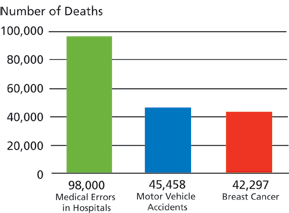 Number of Deaths
100,000
80,000
60,000
40,000
20,000
0
98,000
Medical Errors
in Hospitals
45,458
Motor Vehicle
Accidents
42,297
Breast Cancer